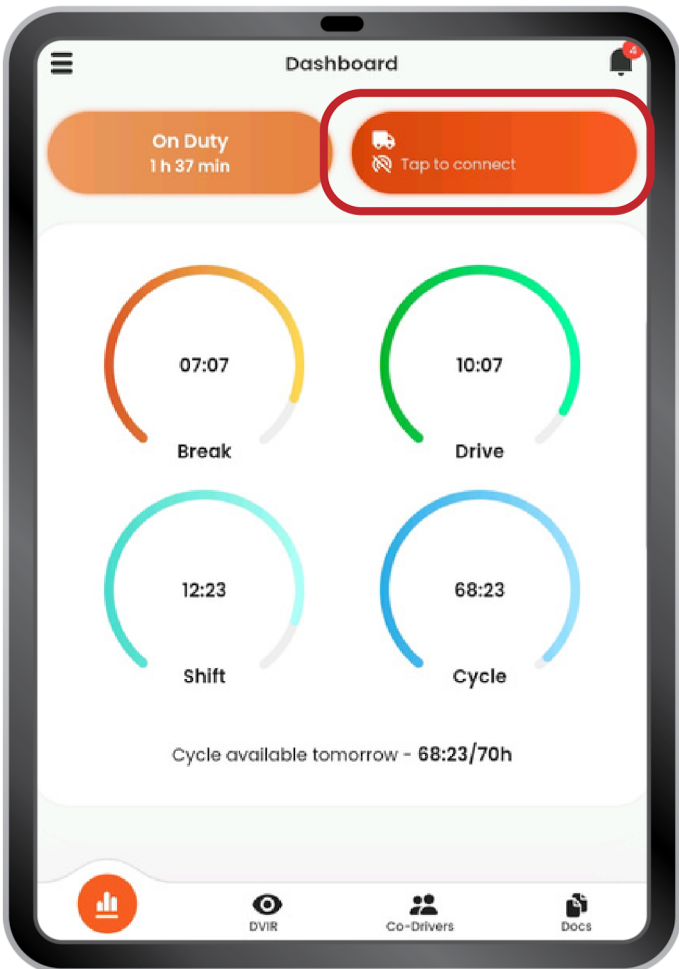 Dashboard
4
On Duty
1 h 37 min
Tap to connect
07:07
Break
10:07
Drive
12:23
Shift
68:23
Cycle
Cycle available tomorrow - 68:23/70h
DVIR
Co-Drivers
Docs